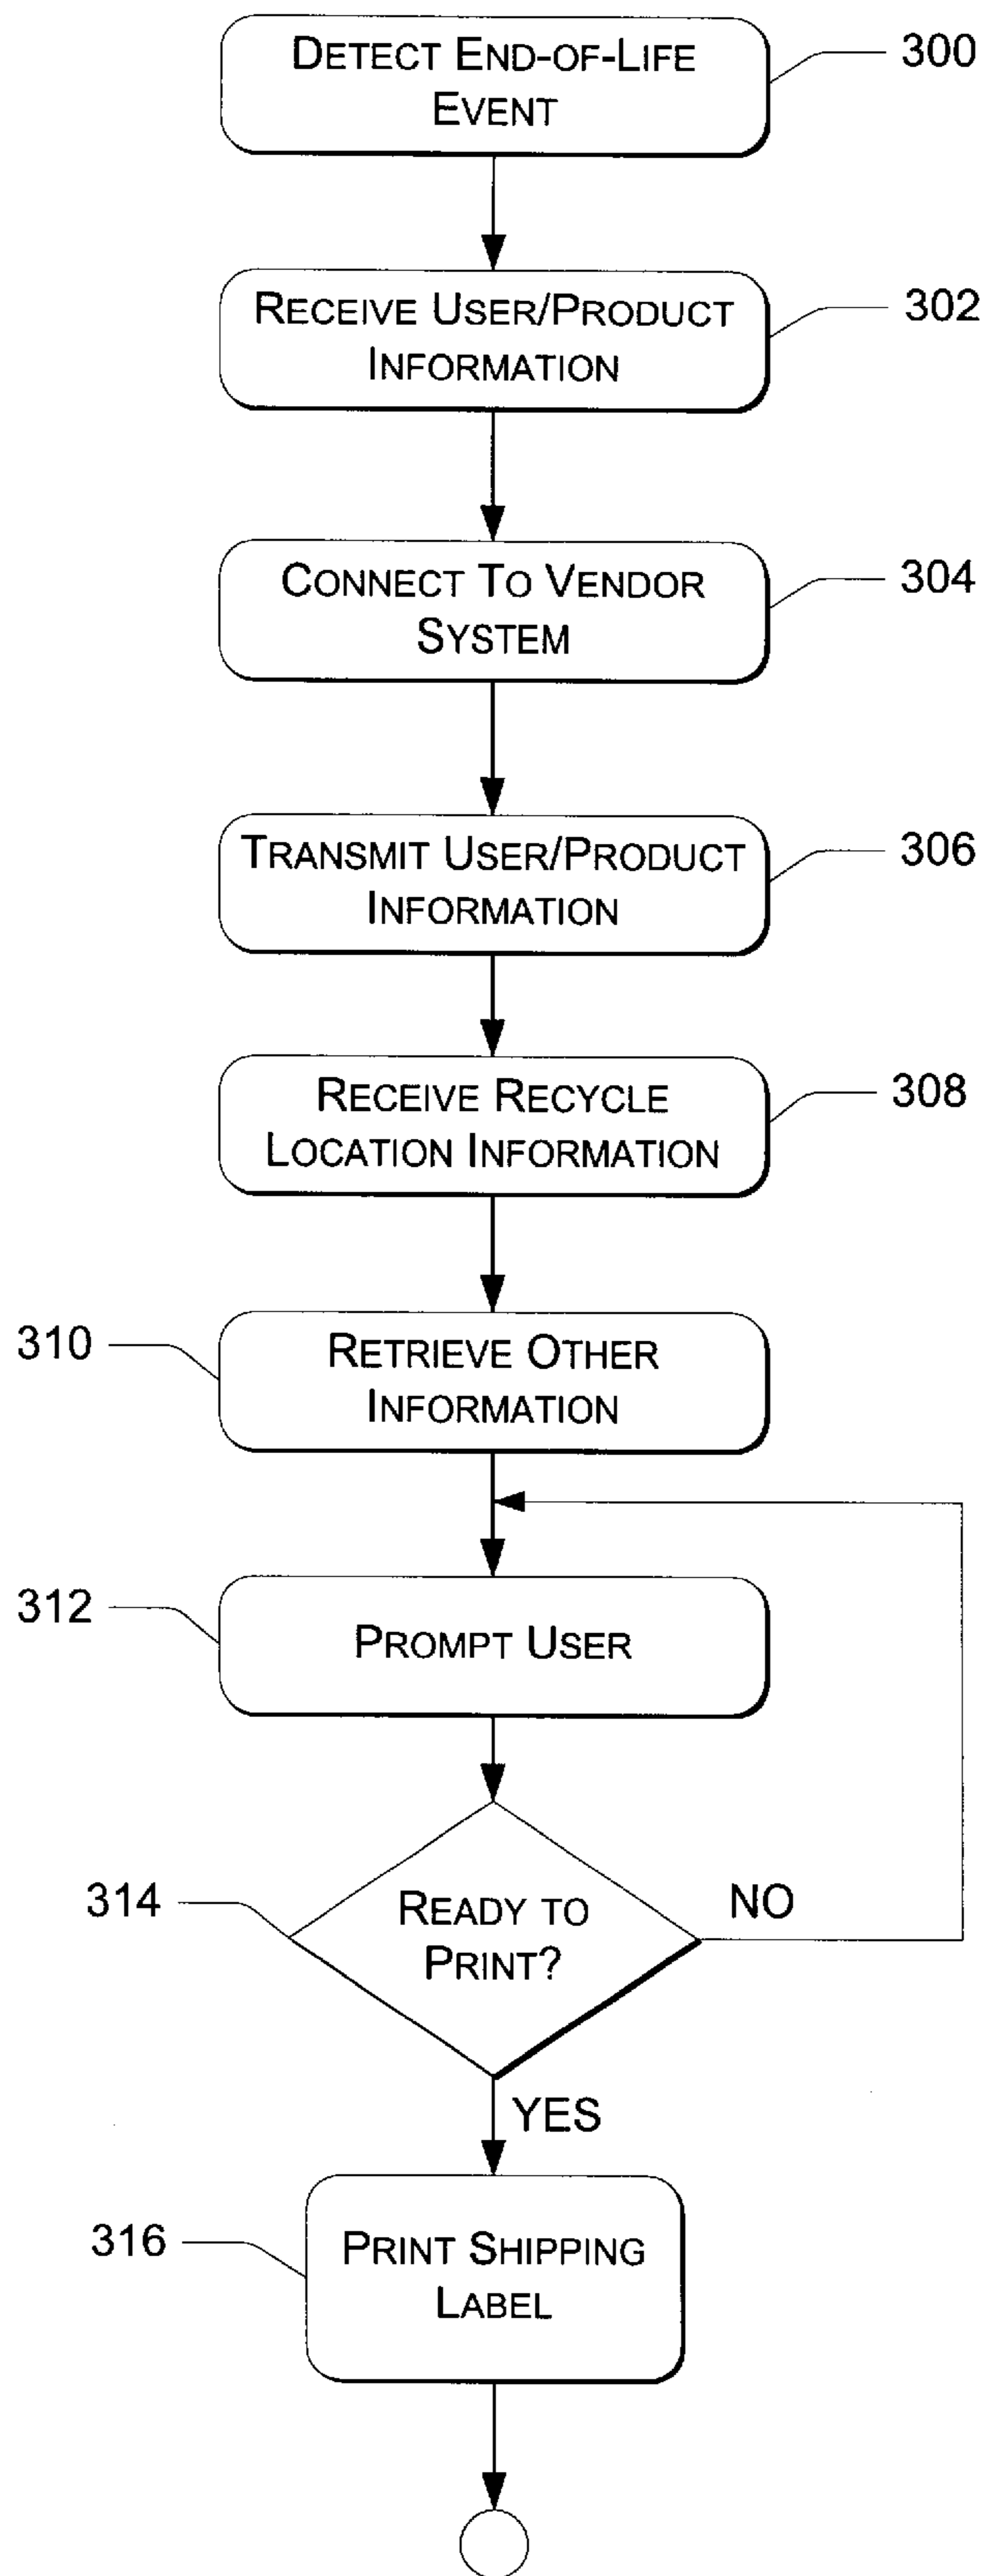 DETECT END-OF-LIFE
EVENT
300
RECEIVE USER/PRODUCT
INFORMATION
302
CONNECT TO VENDOR
SYSTEM
304
TRANSMIT USER/PRODUCT
INFORMATION
306
RECEIVE RECYCLE
LOCATION INFORMATION
308
310
RETRIEVE OTHER
INFORMATION
312
PROMPT USER
314
READY TO
PRINT?
NO
YES
316
PRINT SHIPPING
LABEL